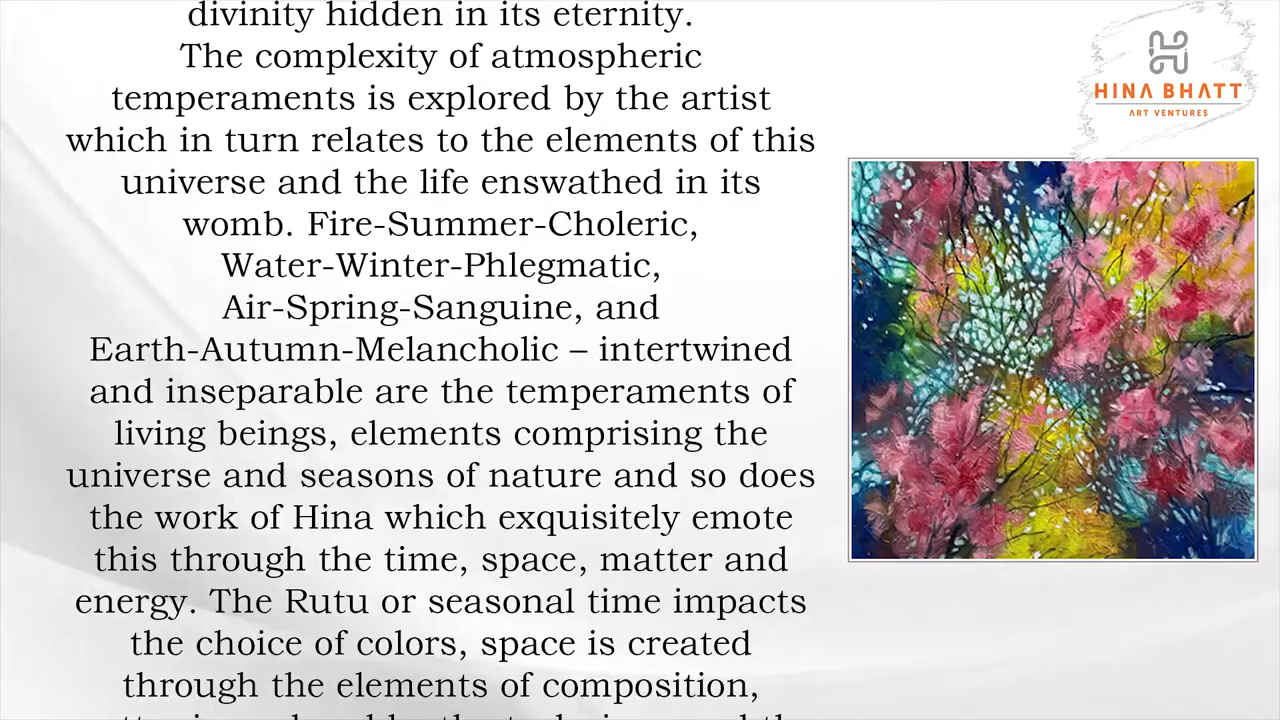 divinity hidden in its eternity.
The complexity of atmospheric
temperaments is explored by the artist
which in turn relates to the elements of this
universe and the life enswathed in its
womb. Fire-Summer-Choleric,
Water-Winter-Phlegmatic,
Air-Spring-Sanguine, and
Earth-Autumn-Melancholic – intertwined
and inseparable are the temperaments of
living beings, elements comprising the
universe and seasons of nature and so does
the work of Hina which exquisitely emote
this through the time, space, matter and
energy. The Rutu or seasonal time impacts
the choice of colors, space is created
through the elements of composition,
HINA BHATT
ART VENTURES